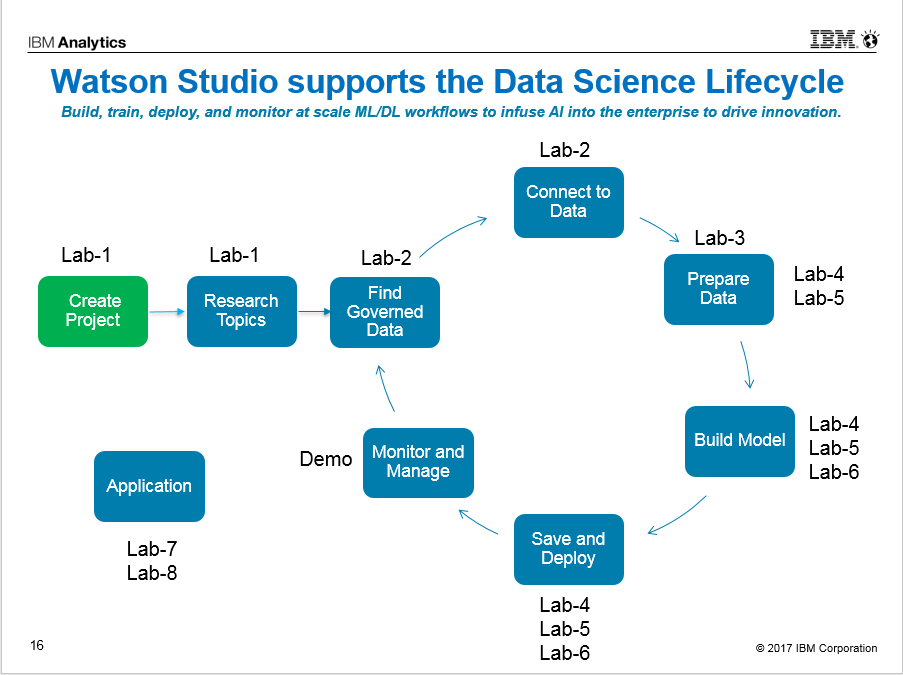 IBM Analytics
IBM
Watson Studio supports the Data Science Lifecycle
Build, train, deploy, and monitor at scale ML/DL workflows to infuse AI into the enterprise to drive innovation.
Lab-1
Create
Project
Lab-1
Research
Topics
Lab-2
Find
Governed
Data
Lab-2
Connect to
Data
Lab-3
Prepare
Data
Lab-4
Lab-5
Build Model
Lab-4
Lab-5
Lab-6
Save and
Deploy
Lab-4
Lab-5
Lab-6
Demo
Monitor and
Manage
Application
Lab-7
Lab-8
16
© 2017 IBM Corporation